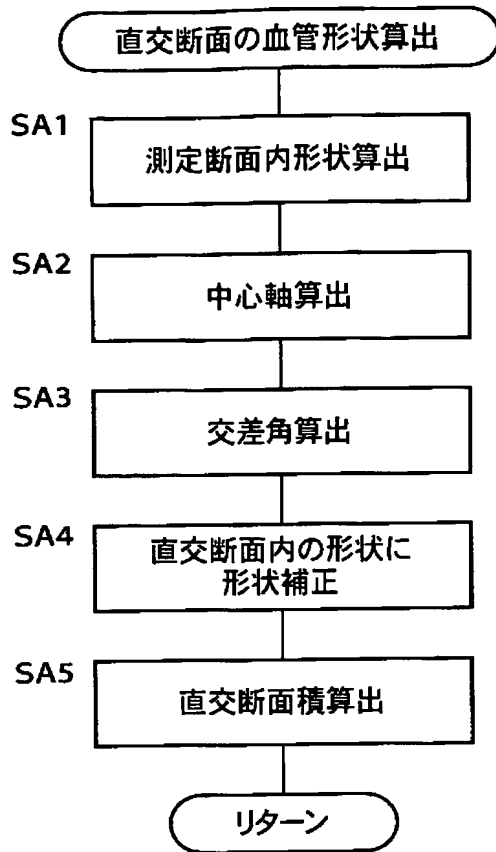 直交断面の血管形状算出
SA1
測定断面内形状算出
SA2
中心軸算出
SA3
交差角算出
SA4
直交断面内の形状に
形状補正
SA5
直交断面積算出
リターン